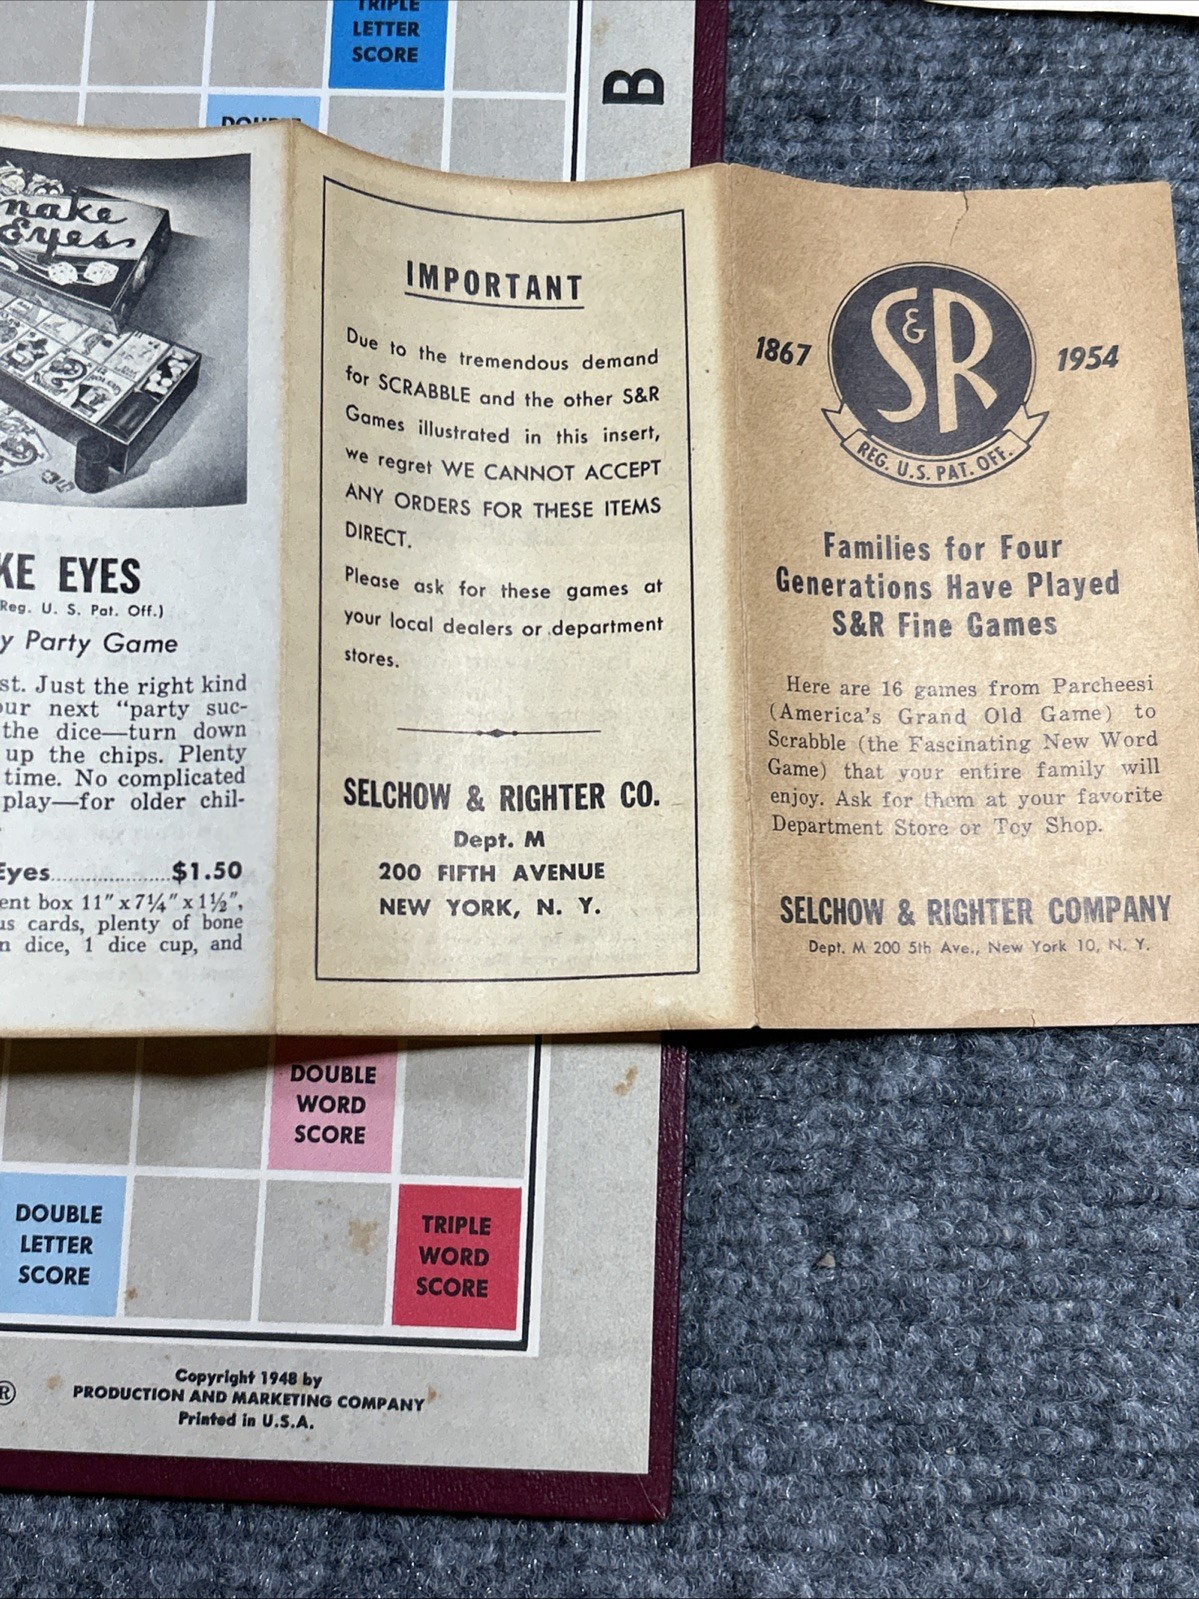 TRIPLE
LETTER
SCORE
B
DOUBLE
Snake
Eyes
KE EYES
Reg. U. S. Pat. Off.)
y Party Game
st. Just the right kind
our next “party suc-
the dice—turn down
up the chips. Plenty
time. No complicated
play—for older chil-
Eyes....................$1.50
ent box 11” x 7¼” x 1½”,
us cards, plenty of bone
n dice, 1 dice cup, and
IMPORTANT
Due to the tremendous demand
for SCRABBLE and the other S&R
Games illustrated in this insert,
we regret WE CANNOT ACCEPT
ANY ORDERS FOR THESE ITEMS
DIRECT.
Please ask for these games at
your local dealers or department
stores.
SELCHOW & RIGHTER CO.
Dept. M
200 FIFTH AVENUE
NEW YORK, N. Y.
1867 S&R 1954
REG. U.S. PAT. OFF.
Families for Four
Generations Have Played
S&R Fine Games
Here are 16 games from Parcheesi
(America's Grand Old Game) to
Scrabble (the Fascinating New Word
Game) that your entire family will
enjoy. Ask for them at your favorite
Department Store or Toy Shop.
SELCHOW & RIGHTER COMPANY
Dept. M 200 5th Ave., New York 10, N. Y.
DOUBLE
WORD
SCORE
DOUBLE
LETTER
SCORE
TRIPLE
WORD
SCORE
®
Copyright 1948 by
PRODUCTION AND MARKETING COMPANY
Printed in U.S.A.